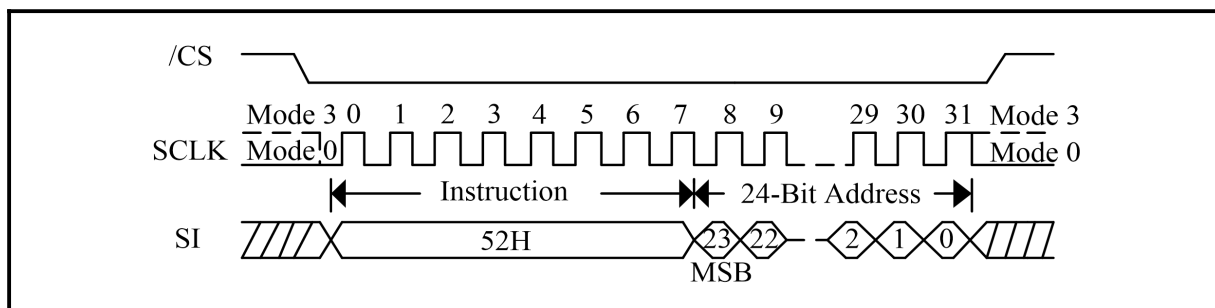 /CS
Mode 3 0 1 2 3 4 5 6 7 8 9 29 30 31 Mode 3
SCLK Mode 0 Mode 0
Instruction 24-Bit Address
SI 52H 23 22 2 1 0
MSB